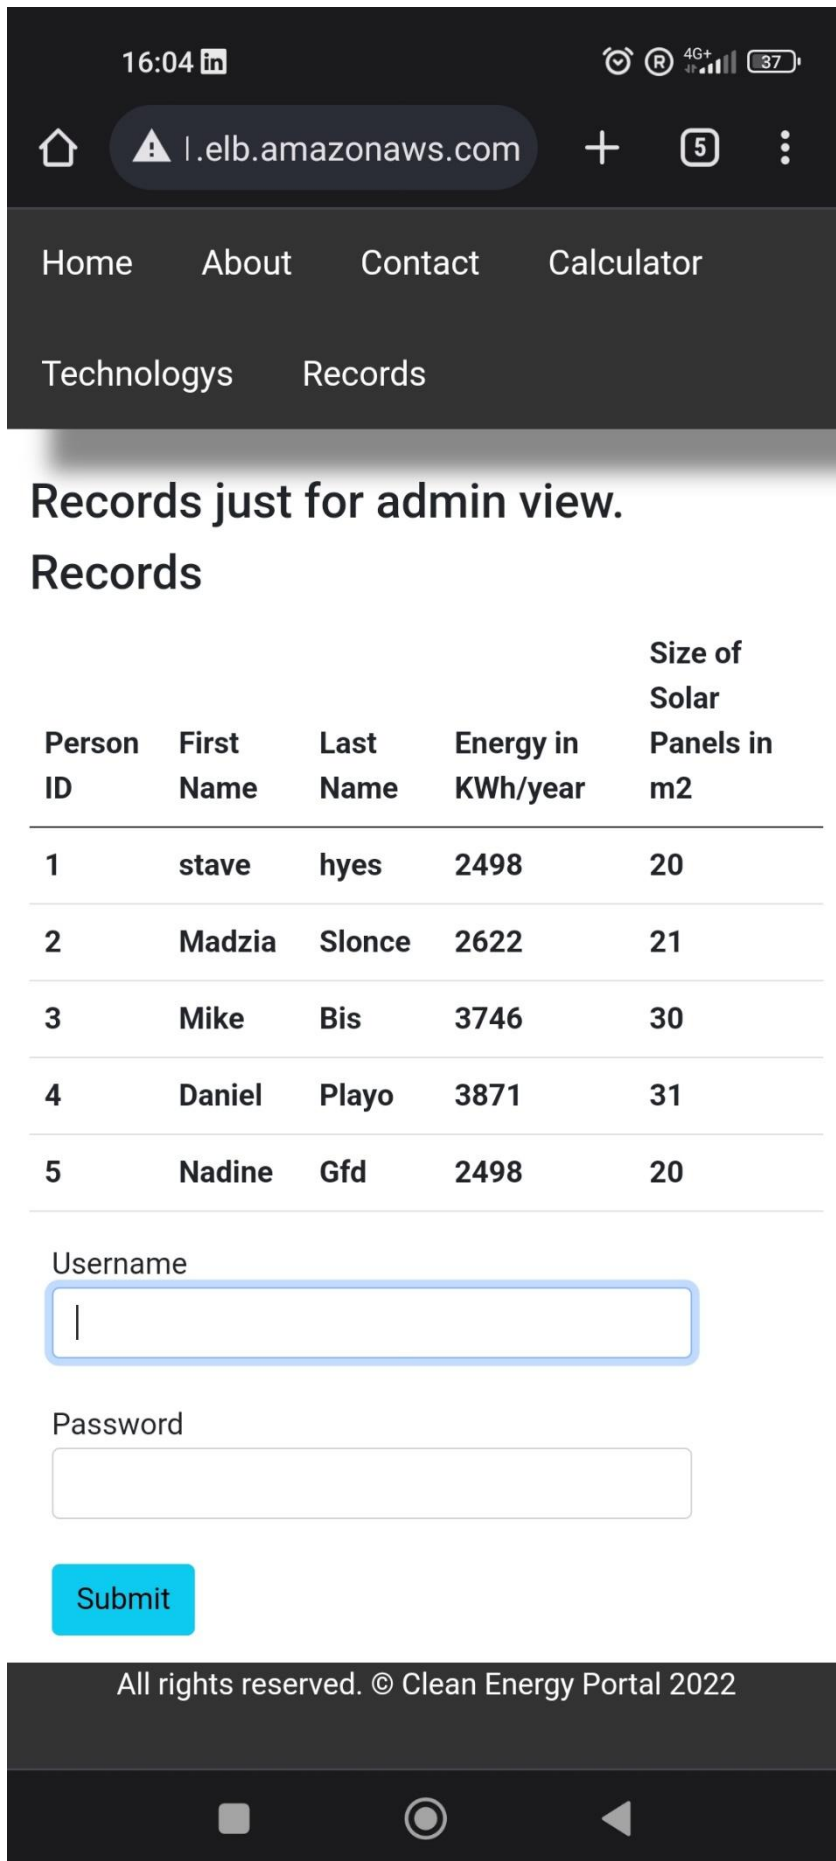 16:04 in R 4G+ 37
l.elb.amazonaws.com 5
Home About Contact Calculator
Technologys Records
Records just for admin view.
Records
Person ID First Name Last Name Energy in KWh/year Size of Solar Panels in m2
1 stave hyes 2498 20
2 Madzia Slonce 2622 21
3 Mike Bis 3746 30
4 Daniel Playo 3871 31
5 Nadine Gfd 2498 20
Username
Password
Submit
All rights reserved. © Clean Energy Portal 2022